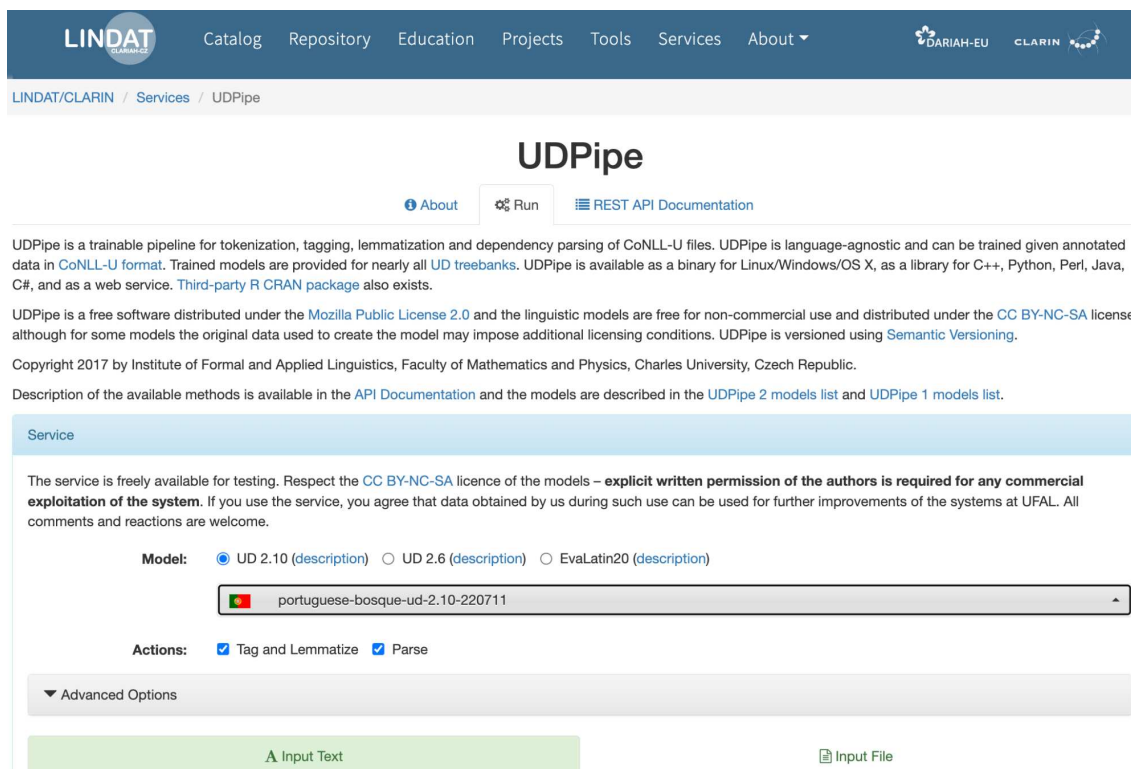 LINDAT
CLARIAH-CZ
Catalog Repository Education Projects Tools Services About
DARIAH-EU CLARIN
LINDAT/CLARIN / Services / UDPipe
UDPipe
About Run REST API Documentation
UDPipe is a trainable pipeline for tokenization, tagging, lemmatization and dependency parsing of CoNLL-U files. UDPipe is language-agnostic and can be trained given annotated
data in CoNLL-U format. Trained models are provided for nearly all UD treebanks. UDPipe is available as a binary for Linux/Windows/OS X, as a library for C++, Python, Perl, Java,
C#, and as a web service. Third-party R CRAN package also exists.
UDPipe is a free software distributed under the Mozilla Public License 2.0 and the linguistic models are free for non-commercial use and distributed under the CC BY-NC-SA license
although for some models the original data used to create the model may impose additional licensing conditions. UDPipe is versioned using Semantic Versioning.
Copyright 2017 by Institute of Formal and Applied Linguistics, Faculty of Mathematics and Physics, Charles University, Czech Republic.
Description of the available methods is available in the API Documentation and the models are described in the UDPipe 2 models list and UDPipe 1 models list.
Service
The service is freely available for testing. Respect the CC BY-NC-SA licence of the models – explicit written permission of the authors is required for any commercial
exploitation of the system. If you use the service, you agree that data obtained by us during such use can be used for further improvements of the systems at UFAL. All
comments and reactions are welcome.
Model: UD 2.10 (description) UD 2.6 (description) EvaLatin20 (description)
portuguese-bosque-ud-2.10-220711
Actions: Tag and Lemmatize Parse
Advanced Options
A Input Text Input File